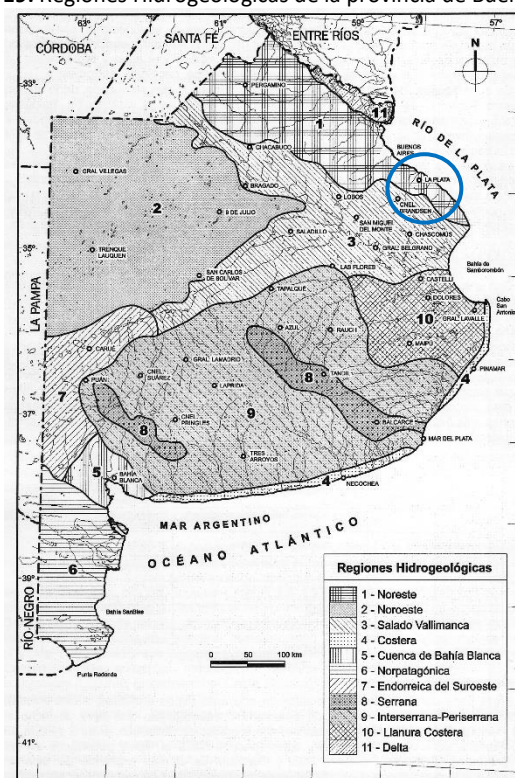 Regiones Hidrogeológicas de la provincia de
63°
61°
57°
CÓRDOBA
SANTA FÉ
ENTRE RÍOS
N
33°
PERGAMINO
1
11
RÍO DE LA PLATA
BUENOS AIRES
CHACABUCO
LA PLATA
GRAL VILLEGAS
BRAGADO
LOBOS
CNEL BRANDSEN
2
9 DE JULIO
SAN MIGUEL DEL MONTE
CHASCOMÚS
SALADILLO
3
GRAL BELGRANO
35°
TRENQUE LAUQUEN
LAS FLORES
Bahía de Samborombón
SAN CARLOS DE BOLIVAR
CASTELLI
LA PAMPA
TAPALQUÉ
DOLORES
Cabo San Antonio
10
GRAL. LAVALLE
AZUL
RAUCH
MAIPÚ
CARHUÉ
GRAL LAMADRID
4
PINAMAR
PUÁN
CNEL SUÁREZ
8
TANDIL
LAPRIDA
37°
7
9
8
CNEL PRINGLES
BALCARCE
MAR DEL PLATA
TRES ARROYOS
5
BAHÍA BLANCA
4
NECOCHEA
MAR ARGENTINO
OCÉANO ATLÁNTICO
6
39°
RÍO NEGRO
Bahía SanBlas
Punta Redonda
0 50 100 km
41°
Regiones Hidrogeológicas
1 - Noreste
2 - Noroeste
3 - Salado Vallimanca
4 - Costera
5 - Cuenca de Bahía Blanca
6 - Norpatagónica
7 - Endorreica del Suroeste
8 - Serrana
9 - Interserrana-Periserrana
10 - Llanura Costera
11 - Delta